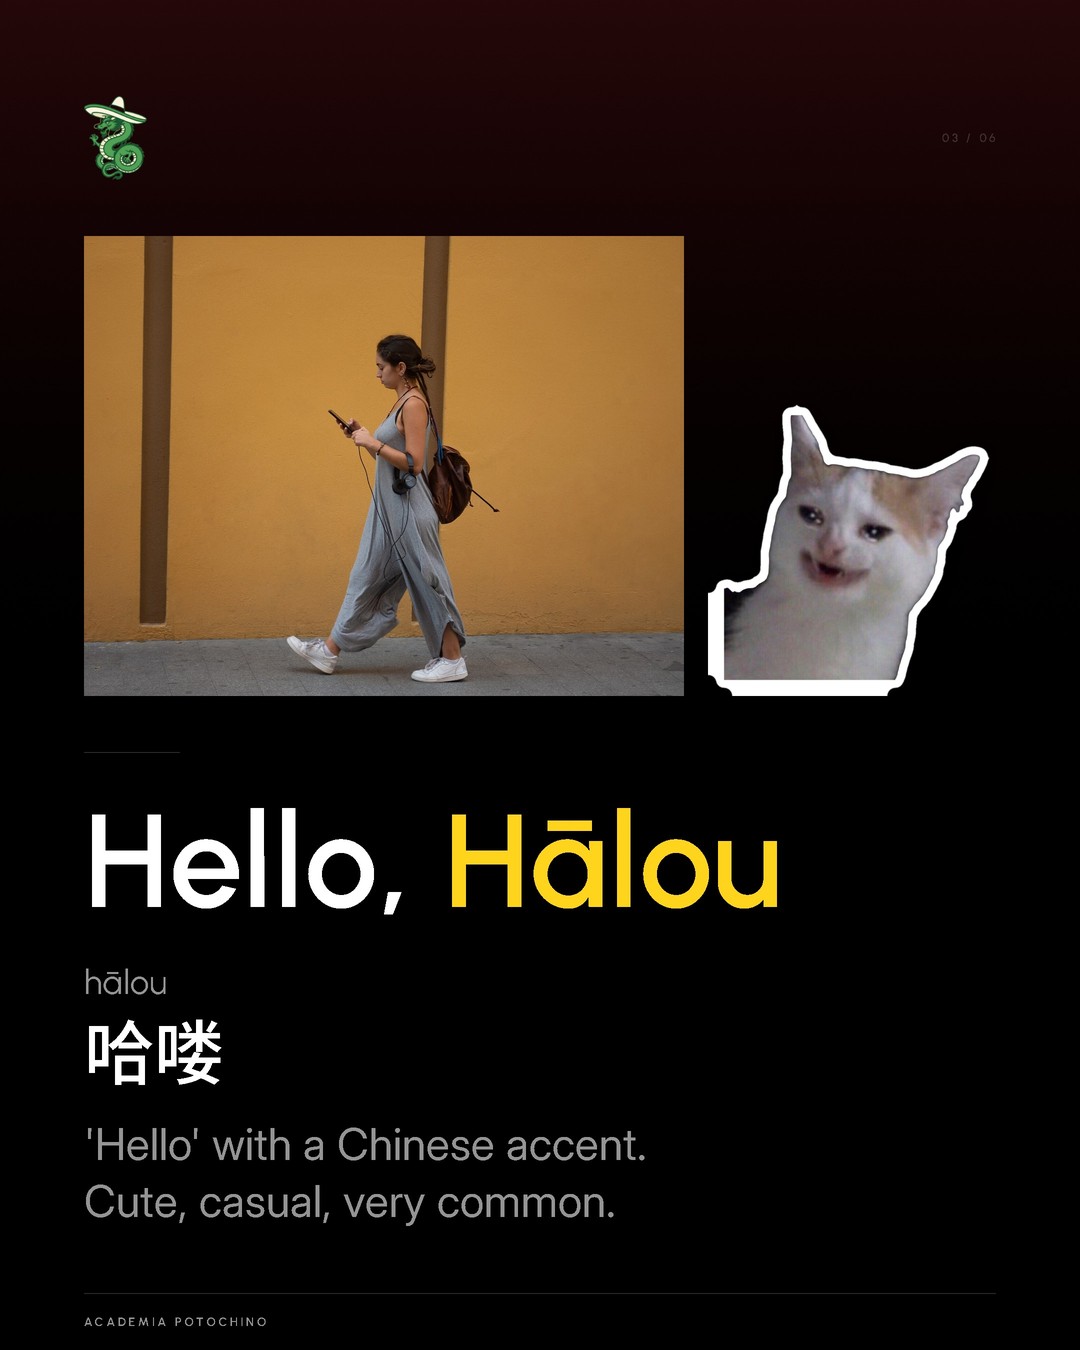 03 / 06
Hello, Hālou
hālou
哈喽
'Hello' with a Chinese accent.
Cute, casual, very common.
ACADEMIA POTOCHINO